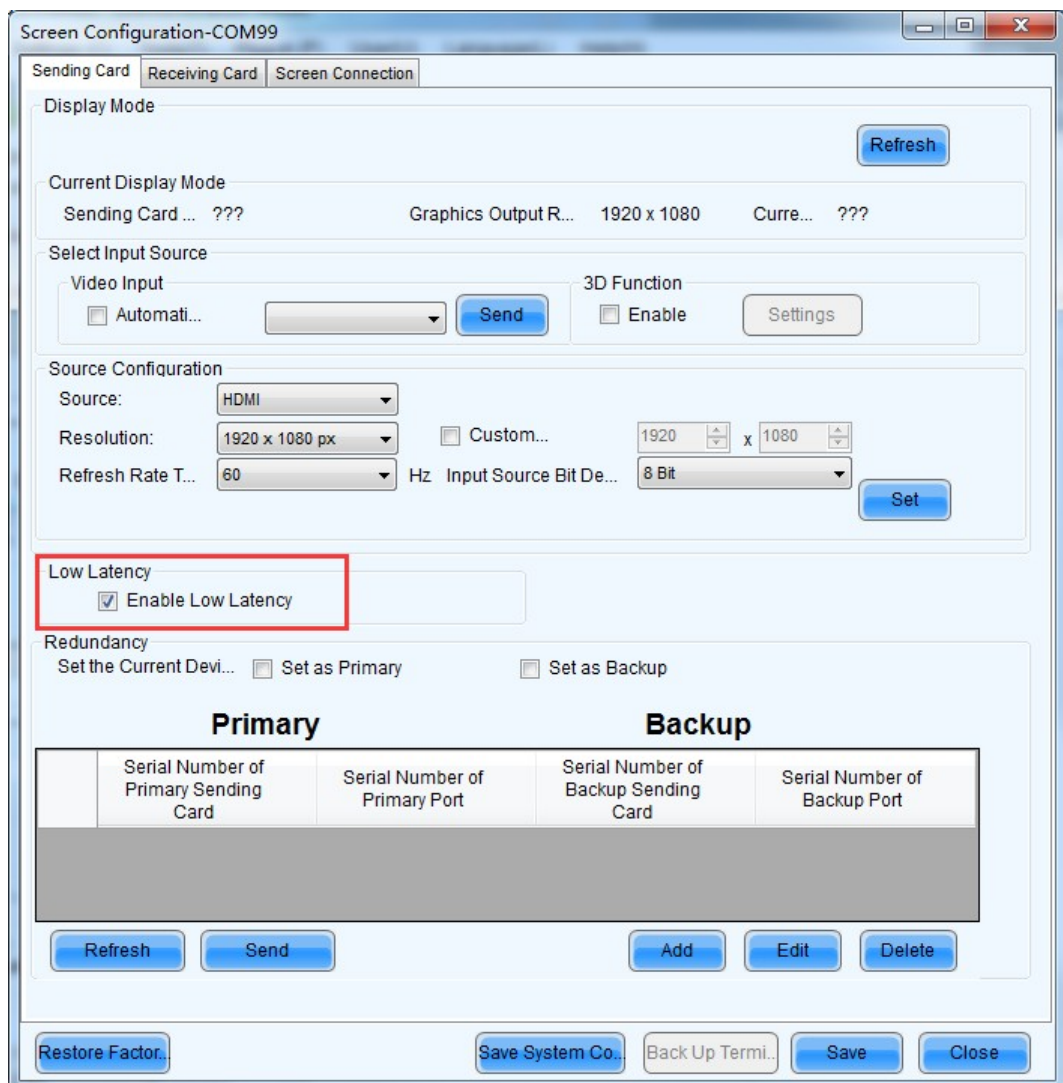 Screen Configuration-COM99
Sending Card Receiving Card Screen Connection
Display Mode
Refresh
Current Display Mode
Sending Card ... ??? Graphics Output R... 1920 x 1080 Curre... ???
Select Input Source
Video Input 3D Function
Automati... Send Enable Settings
Source Configuration
Source: HDMI
Resolution: 1920 x 1080 px Custom... 1920 x 1080
Refresh Rate T... 60 Hz Input Source Bit De... 8 Bit
Set
Low Latency
Enable Low Latency
Redundancy
Set the Current Devi... Set as Primary Set as Backup
Primary Backup
Serial Number of Primary Sending Card Serial Number of Primary Port Serial Number of Backup Sending Card Serial Number of Backup Port
Refresh Send Add Edit Delete
Restore Factor... Save System Co... Back Up Termi... Save Close